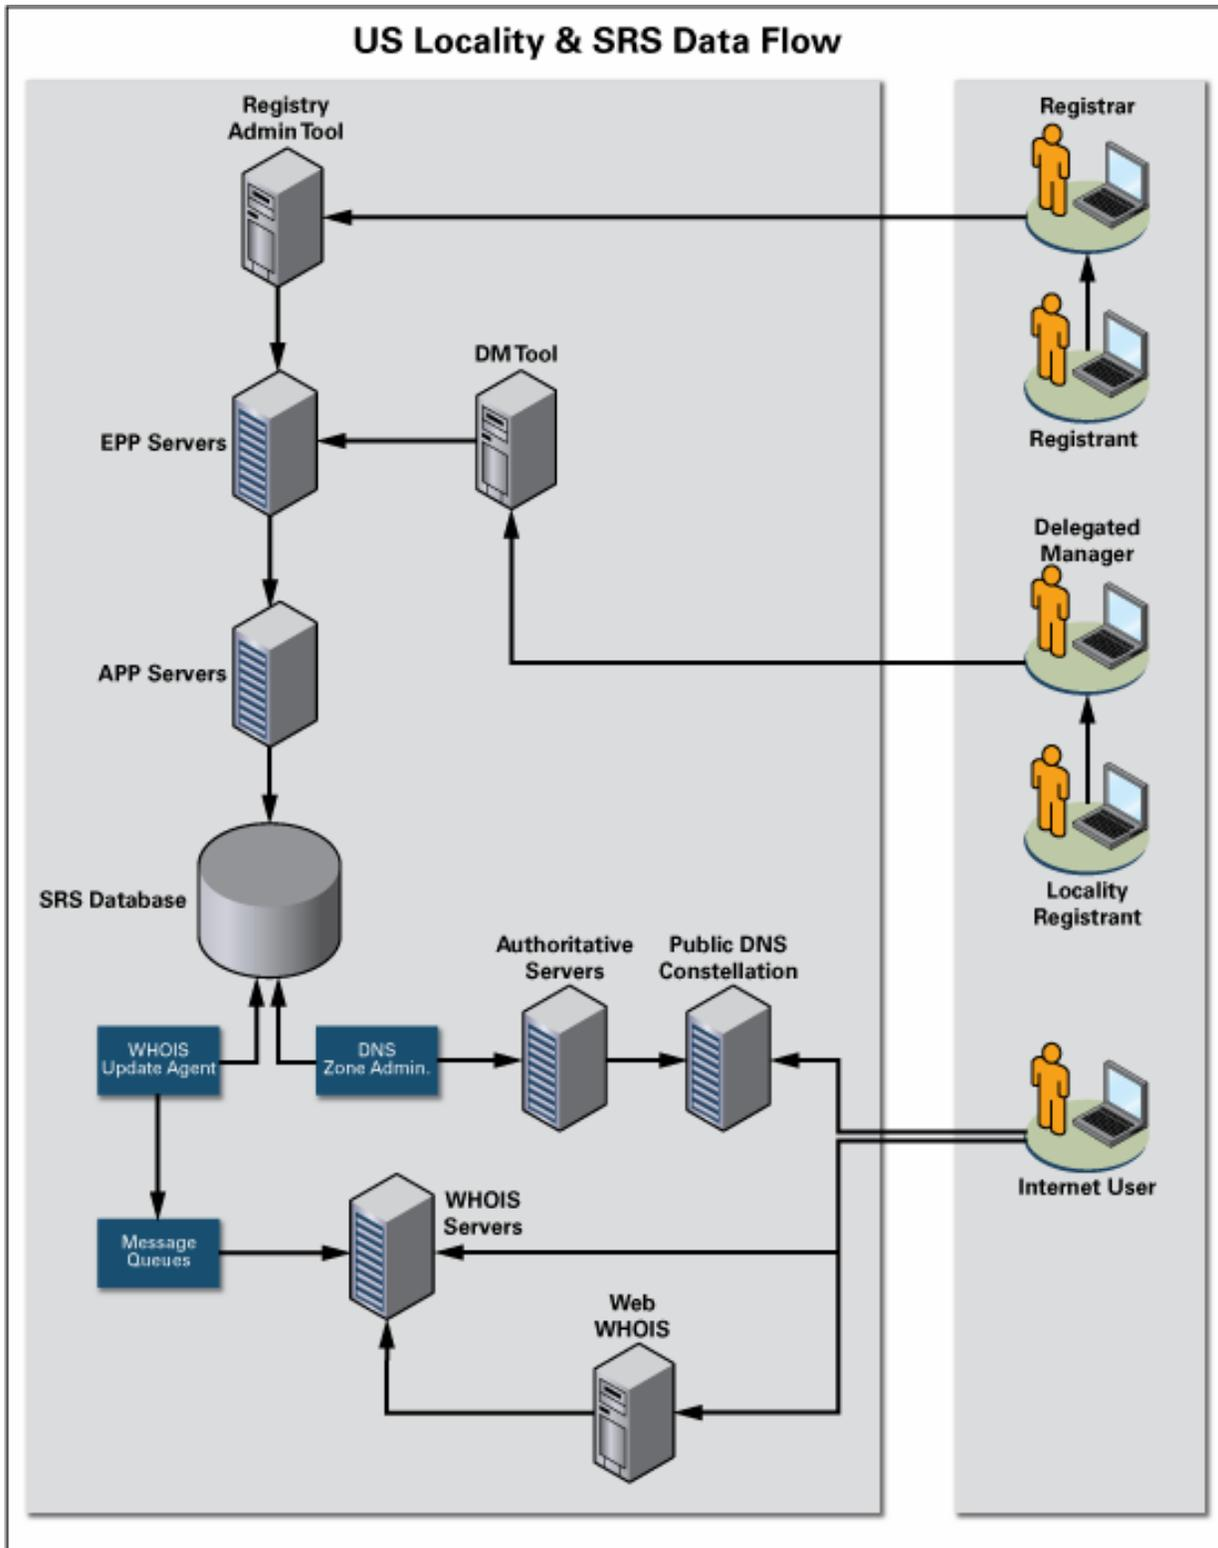 US Locality & SRS Data Flow
Registry
Admin Tool
Registrar
DM Tool
EPP Servers
Registrant
Delegated
Manager
APP Servers
SRS Database
Locality
Registrant
Authoritative
Servers
Public DNS
Constellation
WHOIS
Update Agent
DNS
Zone Admin.
Internet User
WHOIS
Servers
Message
Queues
Web
WHOIS